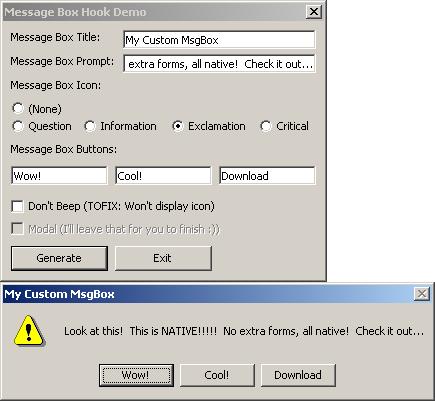 Message Box Hook Demo
Message Box Title: My Custom MsgBox
Message Box Prompt: extra forms, all native!  Check it out...
Message Box Icon:
(None)
Question Information Exclamation Critical
Message Box Buttons:
Wow! Cool! Download
Don't Beep (TOFIX: Won't display icon)
Modal (I'll leave that for you to finish :))
Generate Exit
My Custom MsgBox
Look at this!  This is NATIVE!!!!!  No extra forms, all native!  Check it out...
Wow! Cool! Download